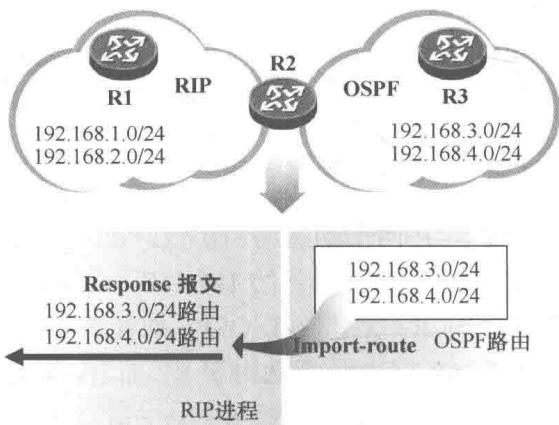 R2
R1
RIP
OSPF
R3
192.168.1.0/24
192.168.2.0/24
192.168.3.0/24
192.168.4.0/24
Response 报文
192.168.3.0/24路由
192.168.4.0/24路由
192.168.3.0/24
192.168.4.0/24
Import-route
OSPF路由
RIP进程